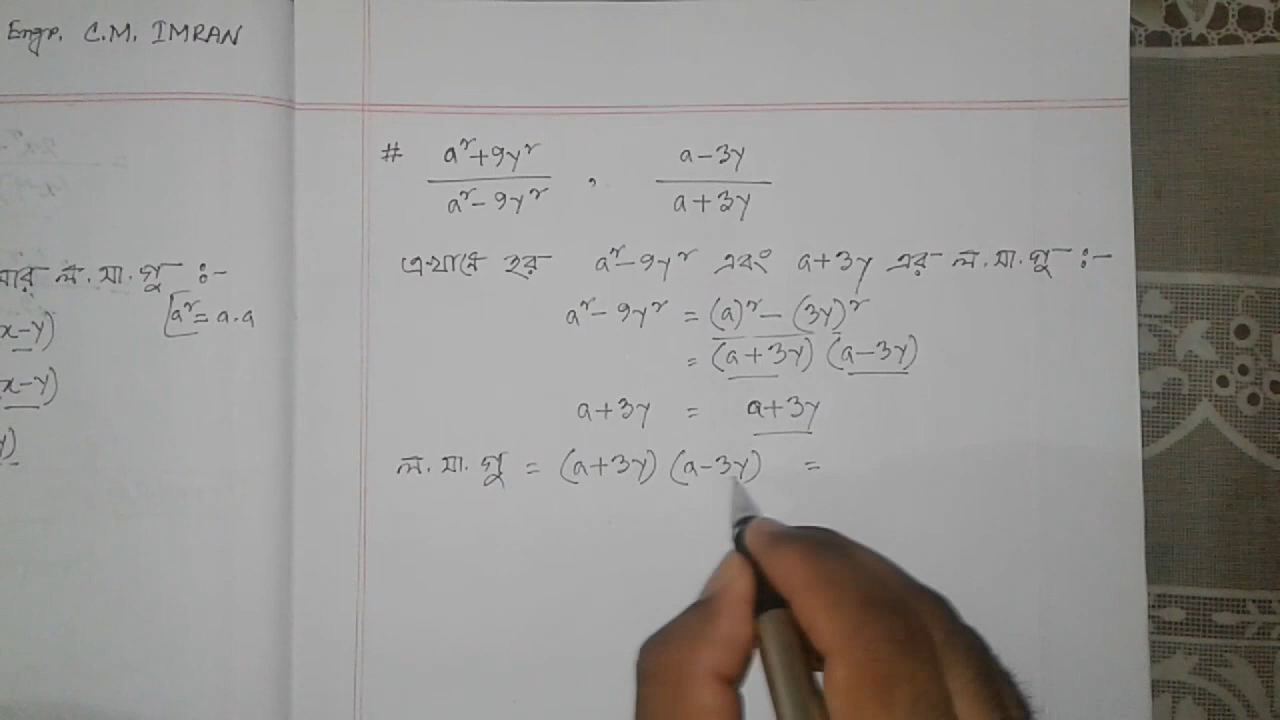 Engr. C.M. IMRAN
# a²+9y² / a²-9y² , a-3y / a+3y
এখানে হর a²-9y² এবং a+3y এর ল.সা.গু :-
ল.সা.গু :-
[a² = a.a
a²-9y² = (a)² - (3y)²
x-y)
= (a+3y) (a-3y)
x-y)
a+3y = a+3y
ল.সা.গু = (a+3y) (a-3y) =